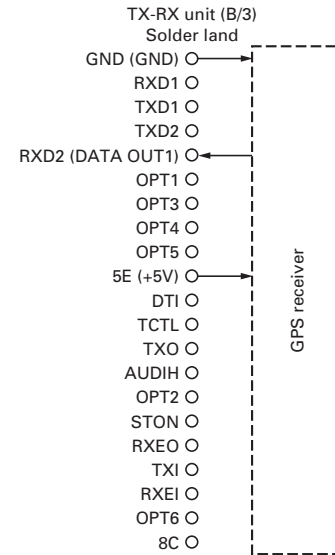 TX-RX unit (B/3)
Solder land
GND (GND)
RXD1
TXD1
TXD2
RXD2 (DATA OUT1)
OPT1
OPT3
OPT4
OPT5
5E (+5V)
DTI
TCTL
TXO
AUDIH
OPT2
STON
RXEO
TXI
RXEI
OPT6
8C
GPS receiver